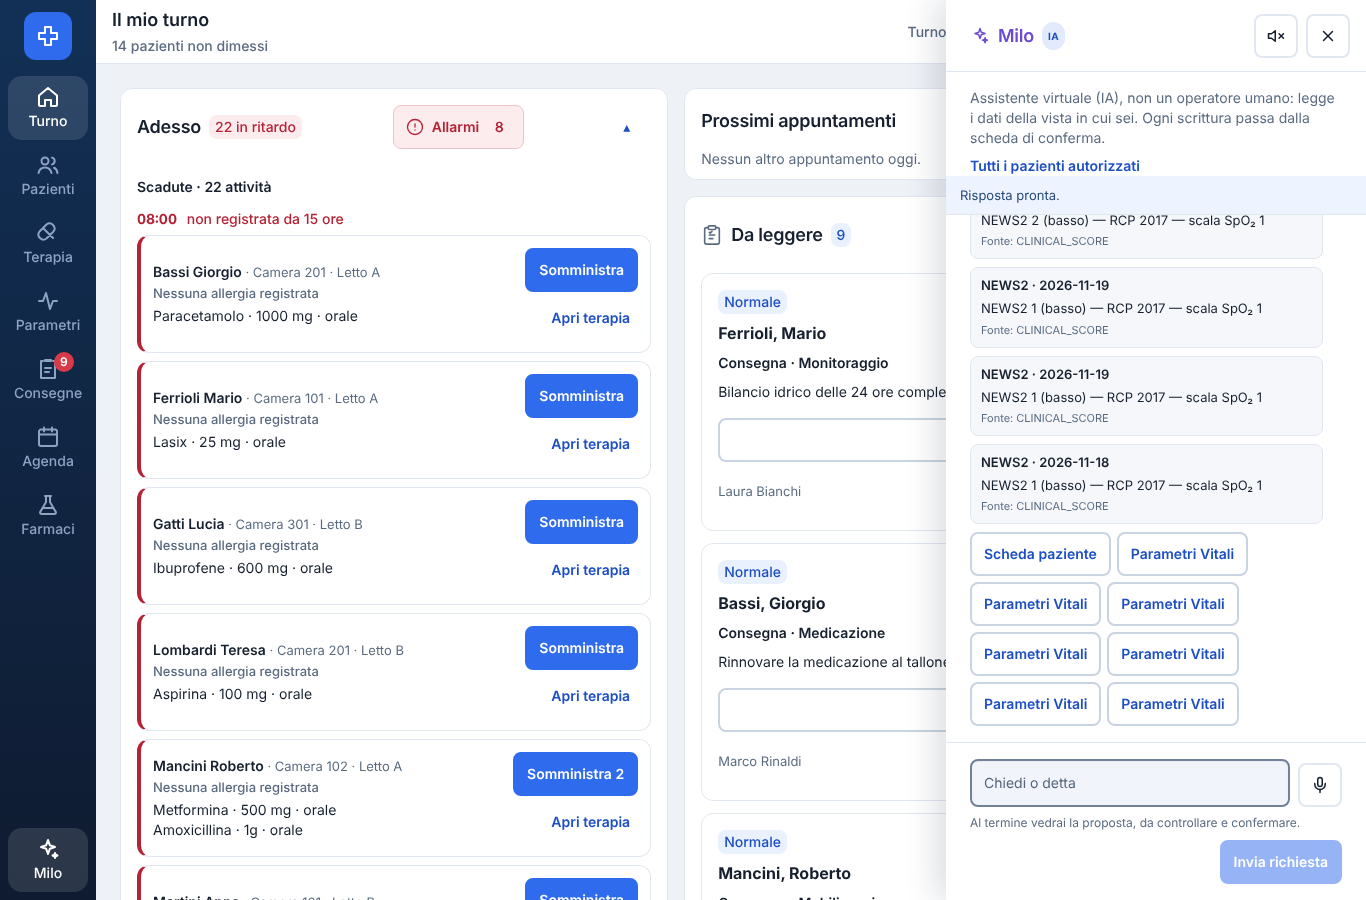 Turno
Pazienti
Terapia
Parametri
9
Consegne
Agenda
Farmaci
Milo
Il mio turno
14 pazienti non dimessi
Turno
Adesso
22 in ritardo
Allarmi 8
Scadute · 22 attività
08:00 non registrata da 15 ore
Bassi Giorgio · Camera 201 · Letto A
Nessuna allergia registrata
Paracetamolo · 1000 mg · orale
Somministra
Apri terapia
Ferrioli Mario · Camera 101 · Letto A
Nessuna allergia registrata
Lasix · 25 mg · orale
Somministra
Apri terapia
Gatti Lucia · Camera 301 · Letto B
Nessuna allergia registrata
Ibuprofene · 600 mg · orale
Somministra
Apri terapia
Lombardi Teresa · Camera 201 · Letto B
Nessuna allergia registrata
Aspirina · 100 mg · orale
Somministra
Apri terapia
Mancini Roberto · Camera 102 · Letto A
Nessuna allergia registrata
Metformina · 500 mg · orale
Amoxicillina · 1g · orale
Somministra 2
Apri terapia
Somministra
Prossimi appuntamenti
Nessun altro appuntamento oggi.
Da leggere 9
Normale
Ferrioli, Mario
Consegna · Monitoraggio
Bilancio idrico delle 24 ore comple
Laura Bianchi
Normale
Bassi, Giorgio
Consegna · Medicazione
Rinnovare la medicazione al tallone
Marco Rinaldi
Normale
Mancini, Roberto
Milo IA
Assistente virtuale (IA), non un operatore umano: legge
i dati della vista in cui sei. Ogni scrittura passa dalla
scheda di conferma.
Tutti i pazienti autorizzati
Risposta pronta.
NEWS2 2 (basso) — RCP 2017 — scala SpO₂ 1
Fonte: CLINICAL_SCORE
NEWS2 · 2026-11-19
NEWS2 1 (basso) — RCP 2017 — scala SpO₂ 1
Fonte: CLINICAL_SCORE
NEWS2 · 2026-11-19
NEWS2 1 (basso) — RCP 2017 — scala SpO₂ 1
Fonte: CLINICAL_SCORE
NEWS2 · 2026-11-18
NEWS2 1 (basso) — RCP 2017 — scala SpO₂ 1
Fonte: CLINICAL_SCORE
Scheda paziente
Parametri Vitali
Parametri Vitali
Parametri Vitali
Parametri Vitali
Parametri Vitali
Parametri Vitali
Parametri Vitali
Chiedi o detta
Al termine vedrai la proposta, da controllare e confermare.
Invia richiesta